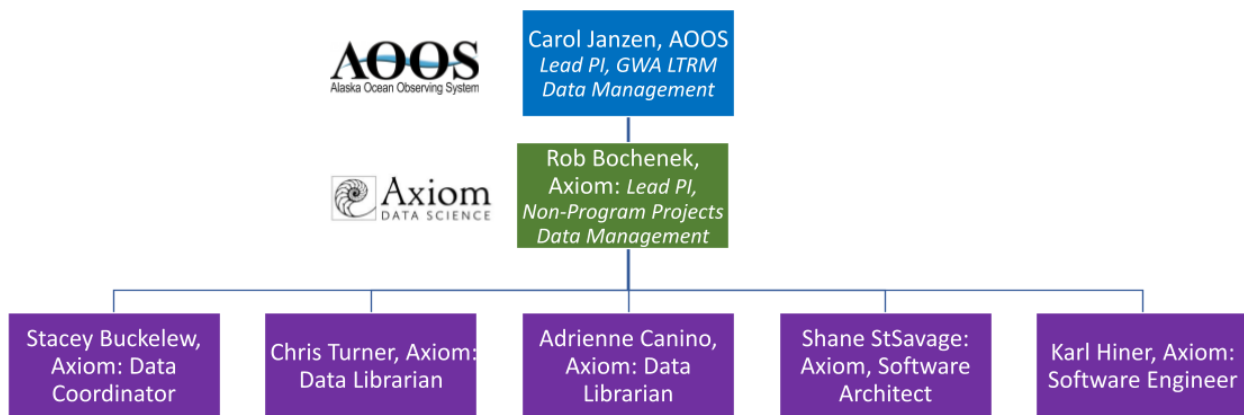 AOOS
Alaska Ocean Observing System
Carol Janzen, AOOS
Lead PI, GWA LTRM
Data Management
Axiom
DATA SCIENCE
Rob Bochenek,
Axiom: Lead PI,
Non-Program Projects
Data Management
Stacey Buckelew,
Axiom: Data
Coordinator
Chris Turner, Axiom:
Data Librarian
Adrienne Canino,
Axiom: Data
Librarian
Shane StSavage:
Axiom, Software
Architect
Karl Hiner, Axiom:
Software Engineer